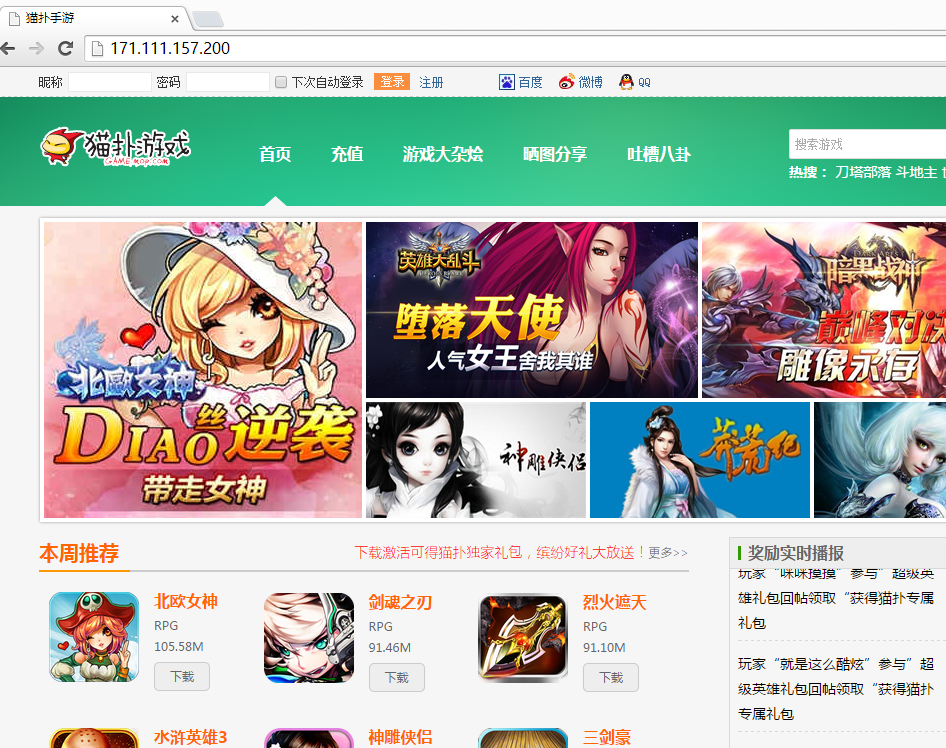 猫扑手游
171.111.157.200
昵称 密码 下次自动登录 登录 注册 百度 微博 QQ
猫扑游戏
GAME.MOP.COM
首页 充值 游戏大杂烩 晒图分享 吐槽八卦
搜索游戏
热搜： 刀塔部落 斗地主
北歐女神
DIAO丝逆袭
带走女神
英雄大乱斗
堕落天使
人气女王舍我其谁
暗黑战神
巅峰对决
雕像永存
神雕侠侣
莽荒纪
本周推荐
下载激活可得猫扑独家礼包，缤纷好礼大放送！更多>>
北欧女神
RPG
105.58M
下载
剑魂之刃
RPG
91.46M
下载
烈火遮天
RPG
91.10M
下载
水浒英雄3
神雕侠侣
三剑豪
奖励实时播报
玩家“咪咪摸摸”参与”超级英
雄礼包回帖领取“获得猫扑专属
礼包
玩家“就是这么酷炫”参与”超
级英雄礼包回帖领取“获得猫扑
专属礼包